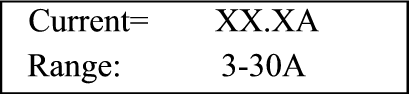 Current= XX.XA
Range: 3-30A